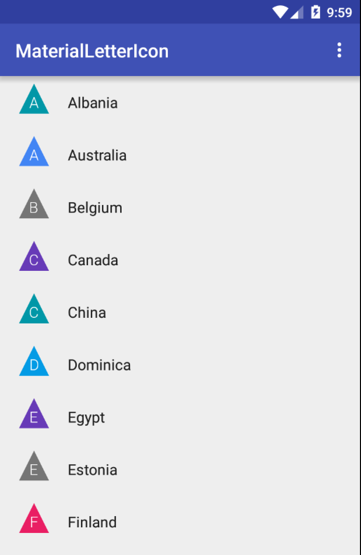 9:59
MaterialLetterIcon
A Albania
A Australia
B Belgium
C Canada
C China
D Dominica
E Egypt
E Estonia
F Finland